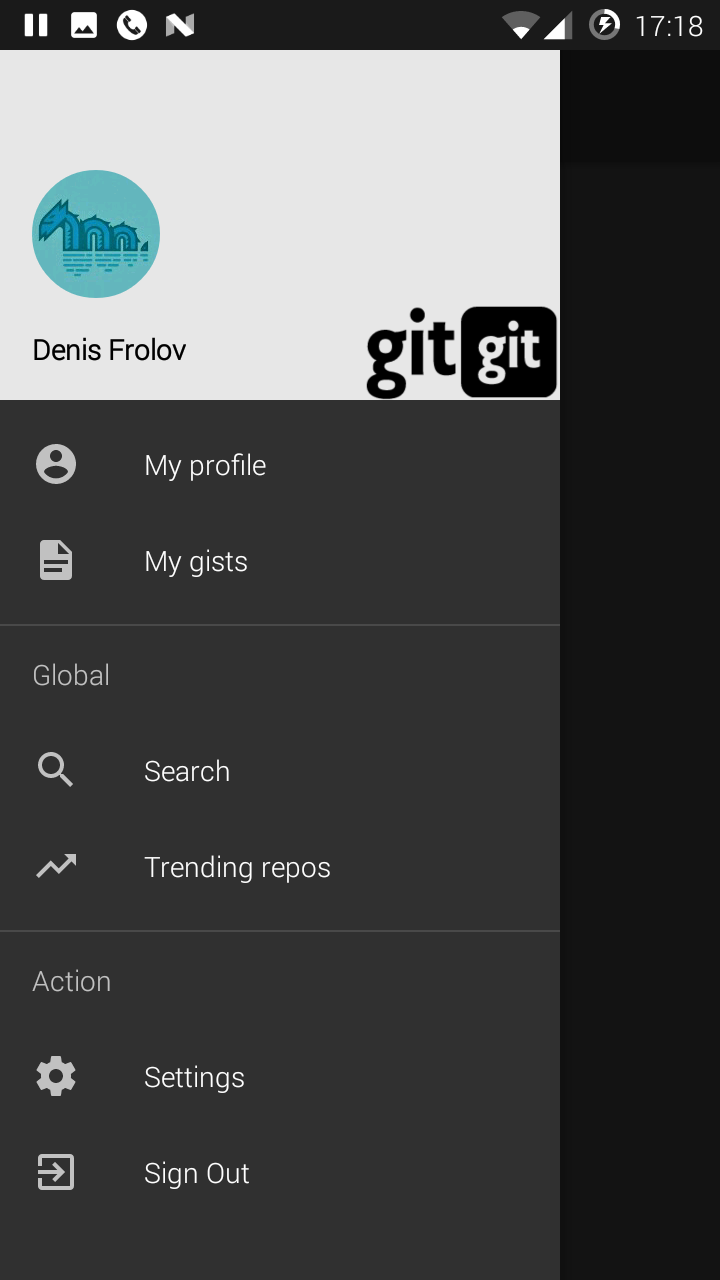 17:18
git git
Denis Frolov
My profile
My gists
Global
Search
Trending repos
Action
Settings
Sign Out